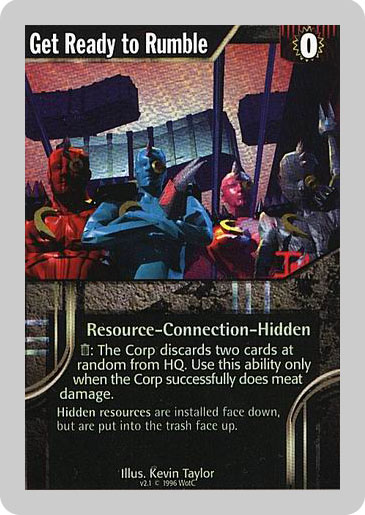 Get Ready to Rumble
0
Resource-Connection-Hidden
: The Corp discards two cards at
random from HQ. Use this ability only
when the Corp successfully does meat
damage.
Hidden resources are installed face down,
but are put into the trash face up.
Illus. Kevin Taylor
v2.1 © 1996 WotC